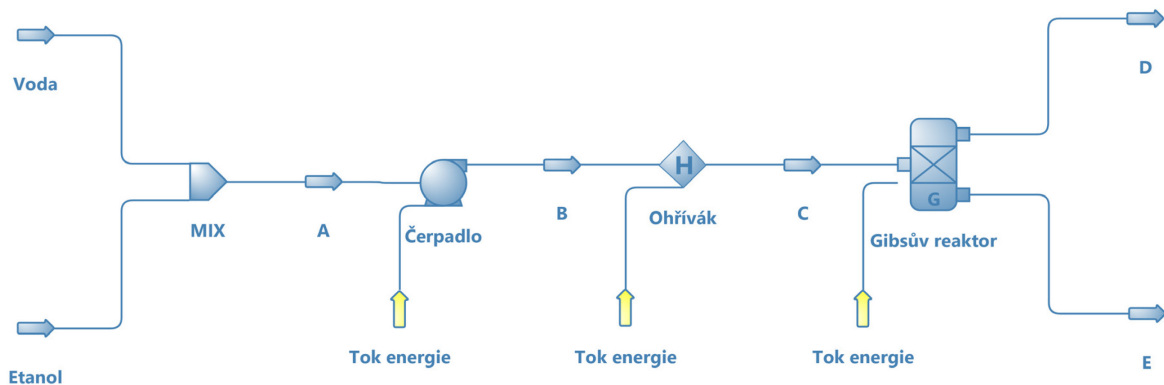 Voda
MIX
A
Čerpadlo
B
H
Ohřívák
C
G
Gibsův reaktor
D
E
Etanol
Tok energie
Tok energie
Tok energie